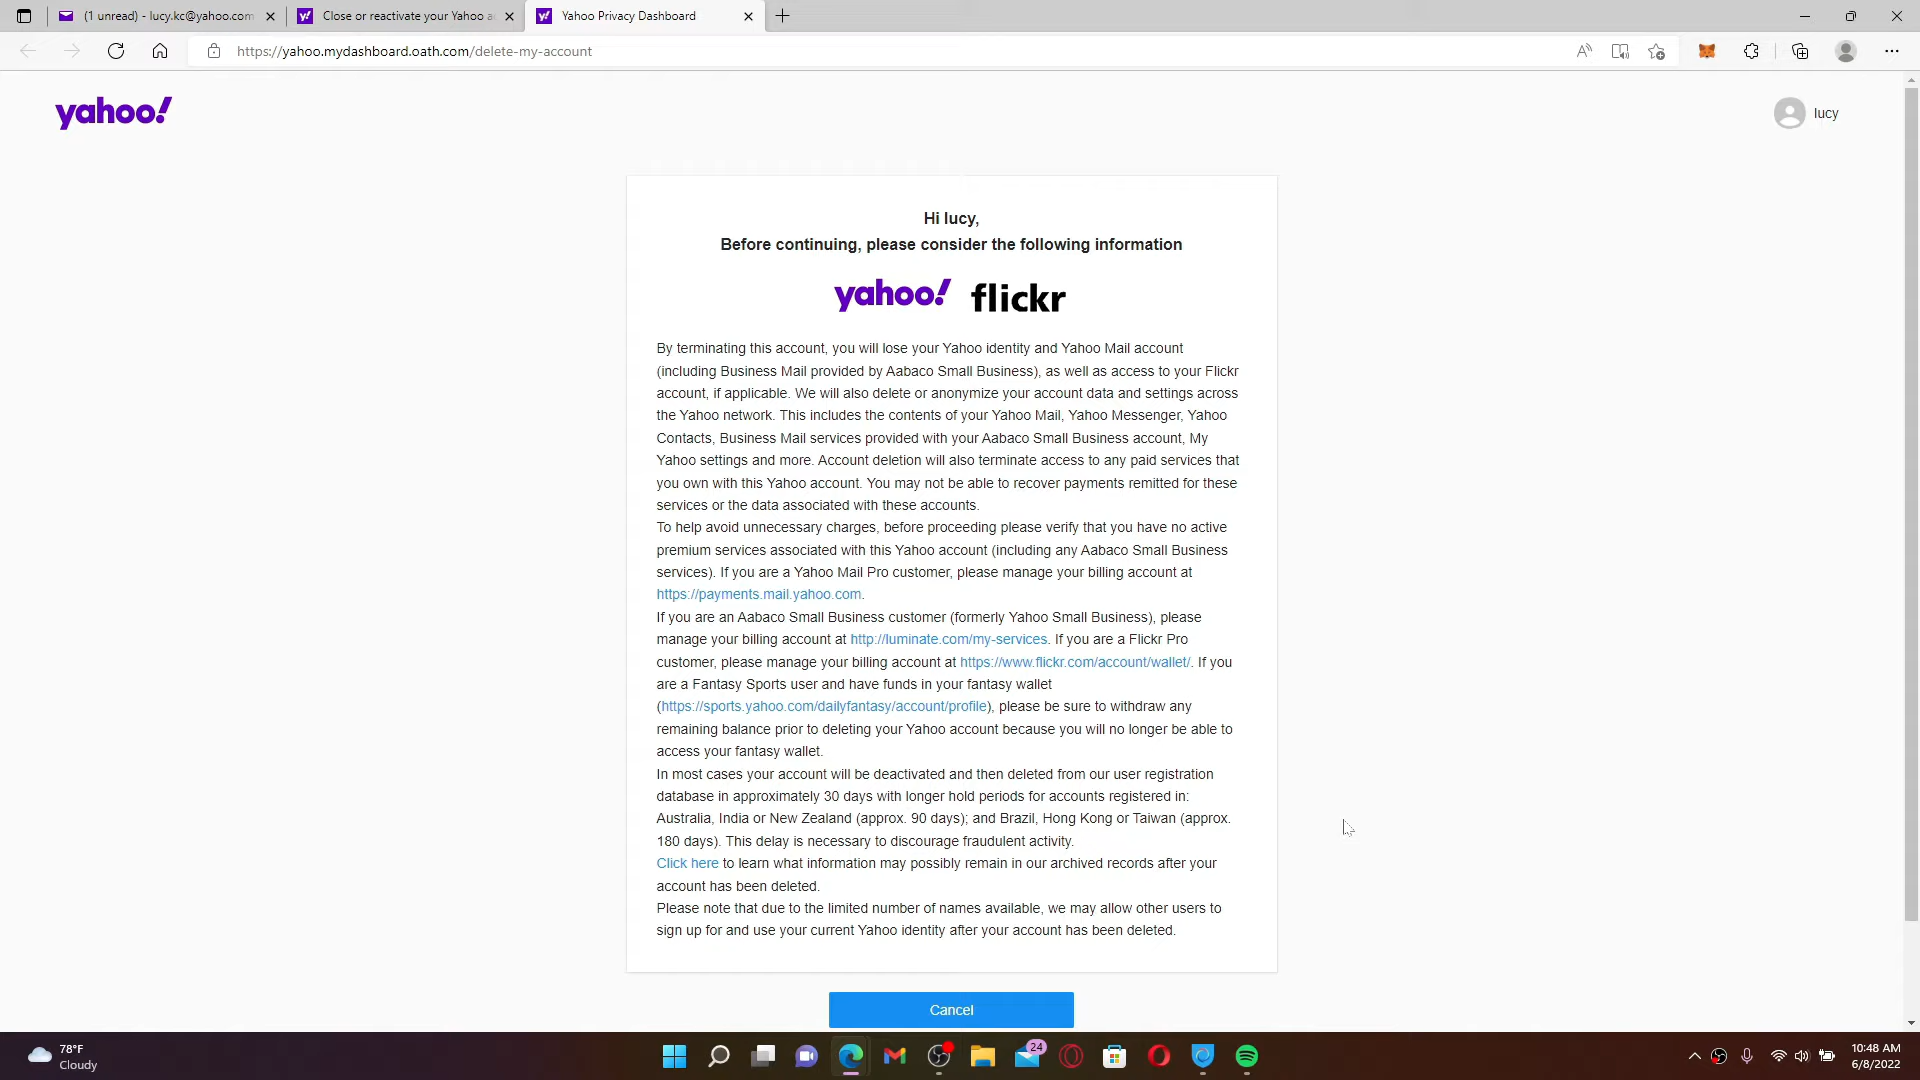 (1 unread) - lucy.kc@yahoo.com
Close or reactivate your Yahoo a
Yahoo Privacy Dashboard
https://yahoo.mydashboard.oath.com/delete-my-account
yahoo!
lucy
Hi lucy,
Before continuing, please consider the following information
yahoo! flickr
By terminating this account, you will lose your Yahoo identity and Yahoo Mail account
(including Business Mail provided by Aabaco Small Business), as well as access to your Flickr
account, if applicable. We will also delete or anonymize your account data and settings across
the Yahoo network. This includes the contents of your Yahoo Mail, Yahoo Messenger, Yahoo
Contacts, Business Mail services provided with your Aabaco Small Business account, My
Yahoo settings and more. Account deletion will also terminate access to any paid services that
you own with this Yahoo account. You may not be able to recover payments remitted for these
services or the data associated with these accounts.
To help avoid unnecessary charges, before proceeding please verify that you have no active
premium services associated with this Yahoo account (including any Aabaco Small Business
services). If you are a Yahoo Mail Pro customer, please manage your billing account at
https://payments.mail.yahoo.com.
If you are an Aabaco Small Business customer (formerly Yahoo Small Business), please
manage your billing account at http://luminate.com/my-services. If you are a Flickr Pro
customer, please manage your billing account at https://www.flickr.com/account/wallet/. If you
are a Fantasy Sports user and have funds in your fantasy wallet
(https://sports.yahoo.com/dailyfantasy/account/profile), please be sure to withdraw any
remaining balance prior to deleting your Yahoo account because you will no longer be able to
access your fantasy wallet.
In most cases your account will be deactivated and then deleted from our user registration
database in approximately 30 days with longer hold periods for accounts registered in:
Australia, India or New Zealand (approx. 90 days); and Brazil, Hong Kong or Taiwan (approx.
180 days). This delay is necessary to discourage fraudulent activity.
Click here to learn what information may possibly remain in our archived records after your
account has been deleted.
Please note that due to the limited number of names available, we may allow other users to
sign up for and use your current Yahoo identity after your account has been deleted.
Cancel
78°F
Cloudy
24
10:48 AM
6/8/2022